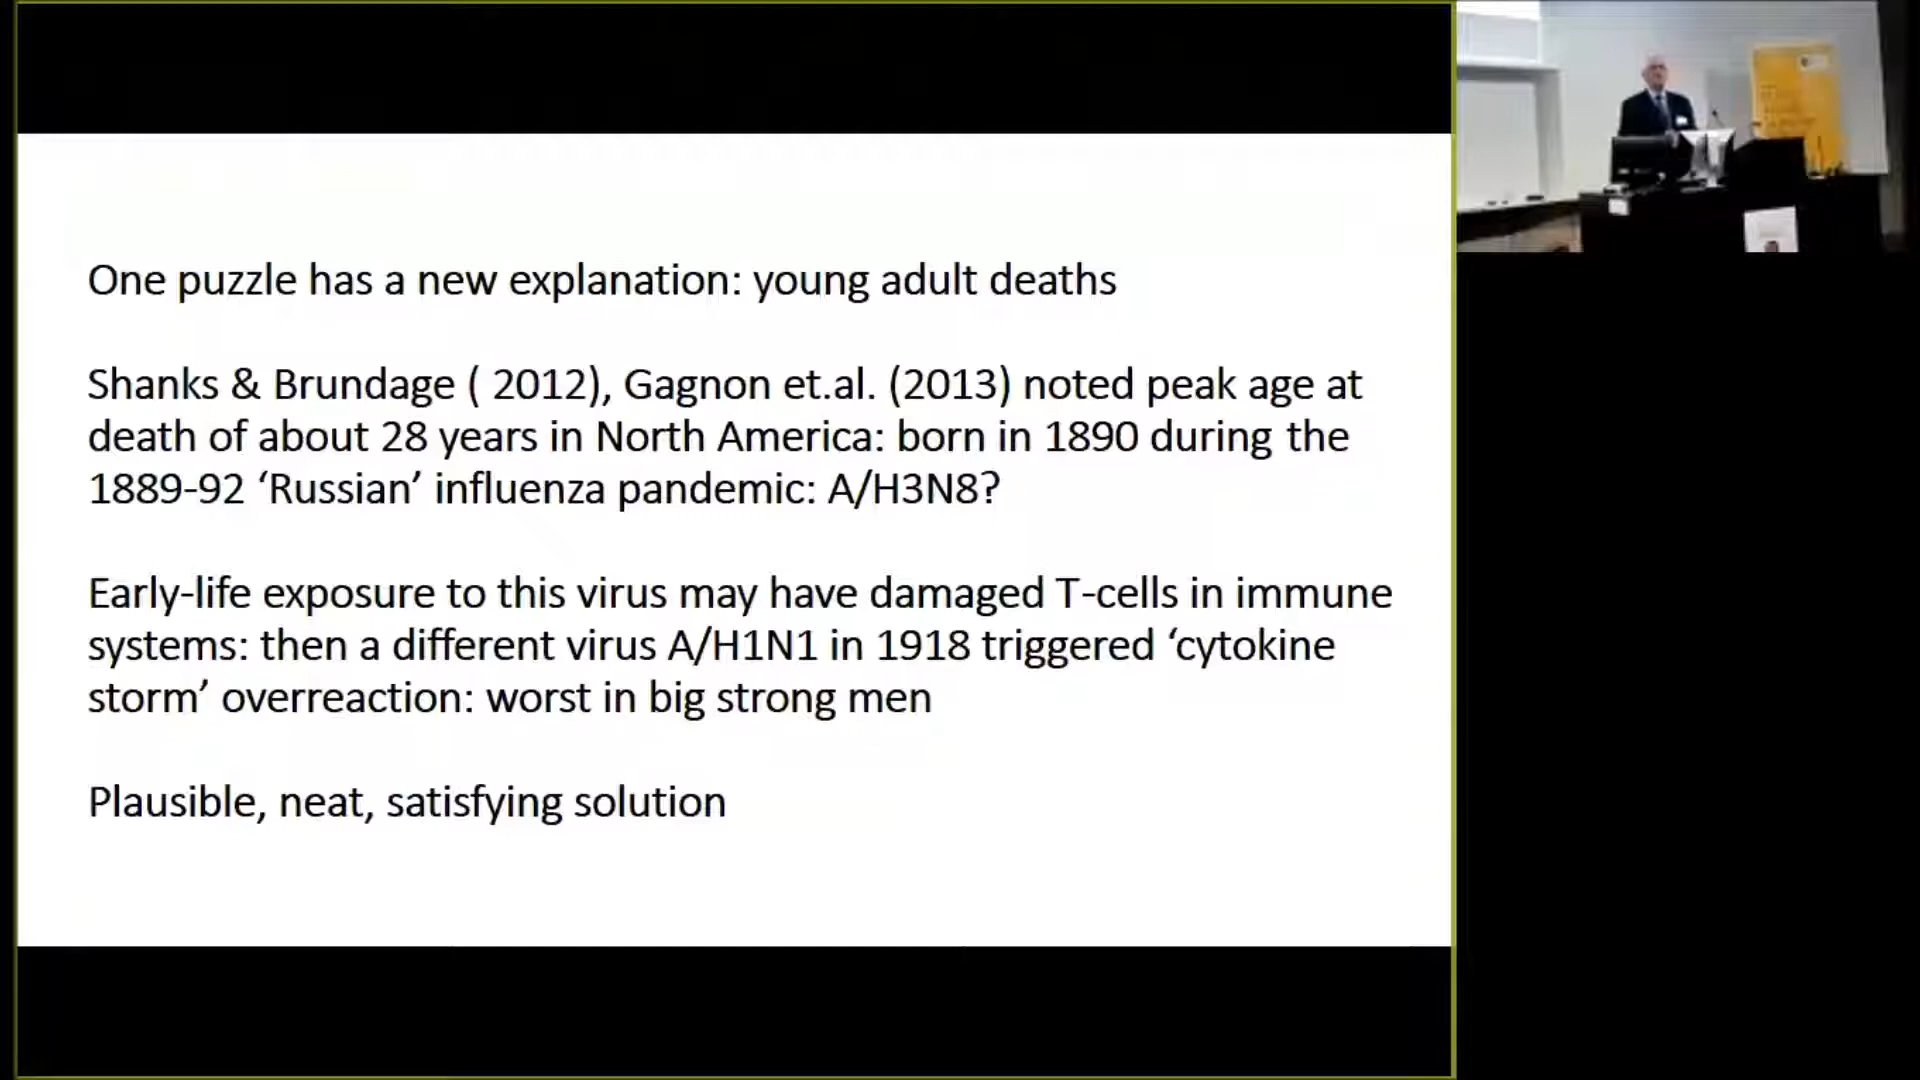 One puzzle has a new explanation: young adult deaths
Shanks & Brundage ( 2012), Gagnon et.al. (2013) noted peak age at
death of about 28 years in North America: born in 1890 during the
1889-92 ‘Russian’ influenza pandemic: A/H3N8?
Early-life exposure to this virus may have damaged T-cells in immune
systems: then a different virus A/H1N1 in 1918 triggered ‘cytokine
storm’ overreaction: worst in big strong men
Plausible, neat, satisfying solution